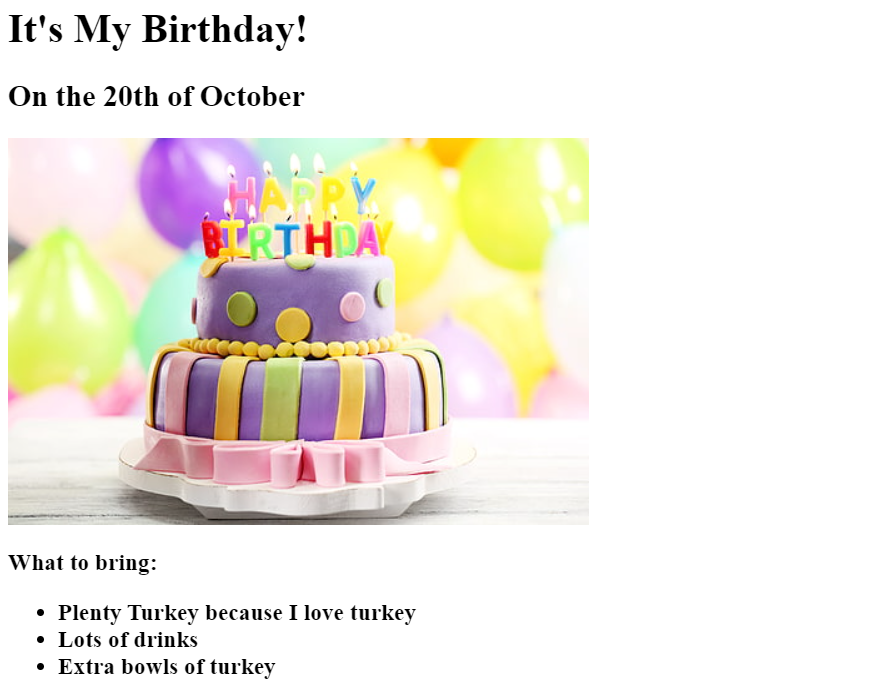 It's My Birthday!
On the 20th of October
HAPPY
BIRTHDAY
What to bring:
Plenty Turkey because I love turkey
Lots of drinks
Extra bowls of turkey